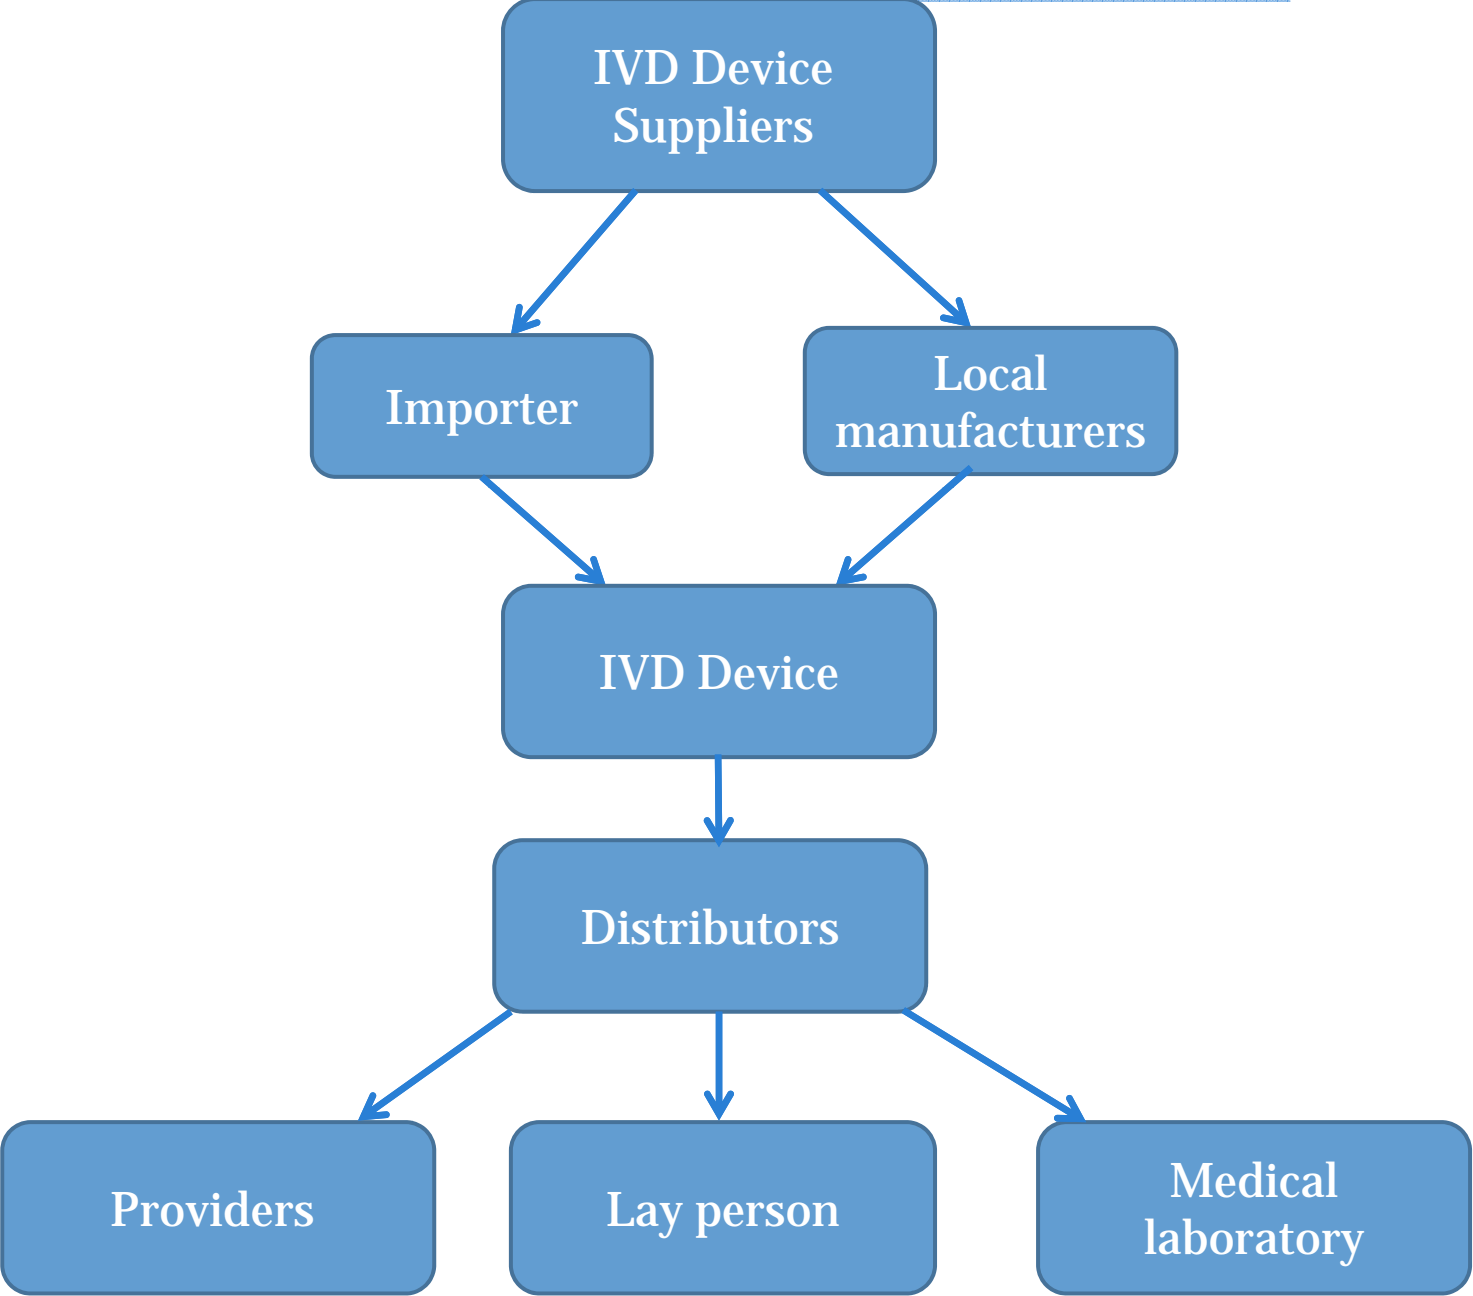 IVD Device
Suppliers
Importer
Local
manufacturers
IVD Device
Distributors
Providers
Lay person
Medical
laboratory